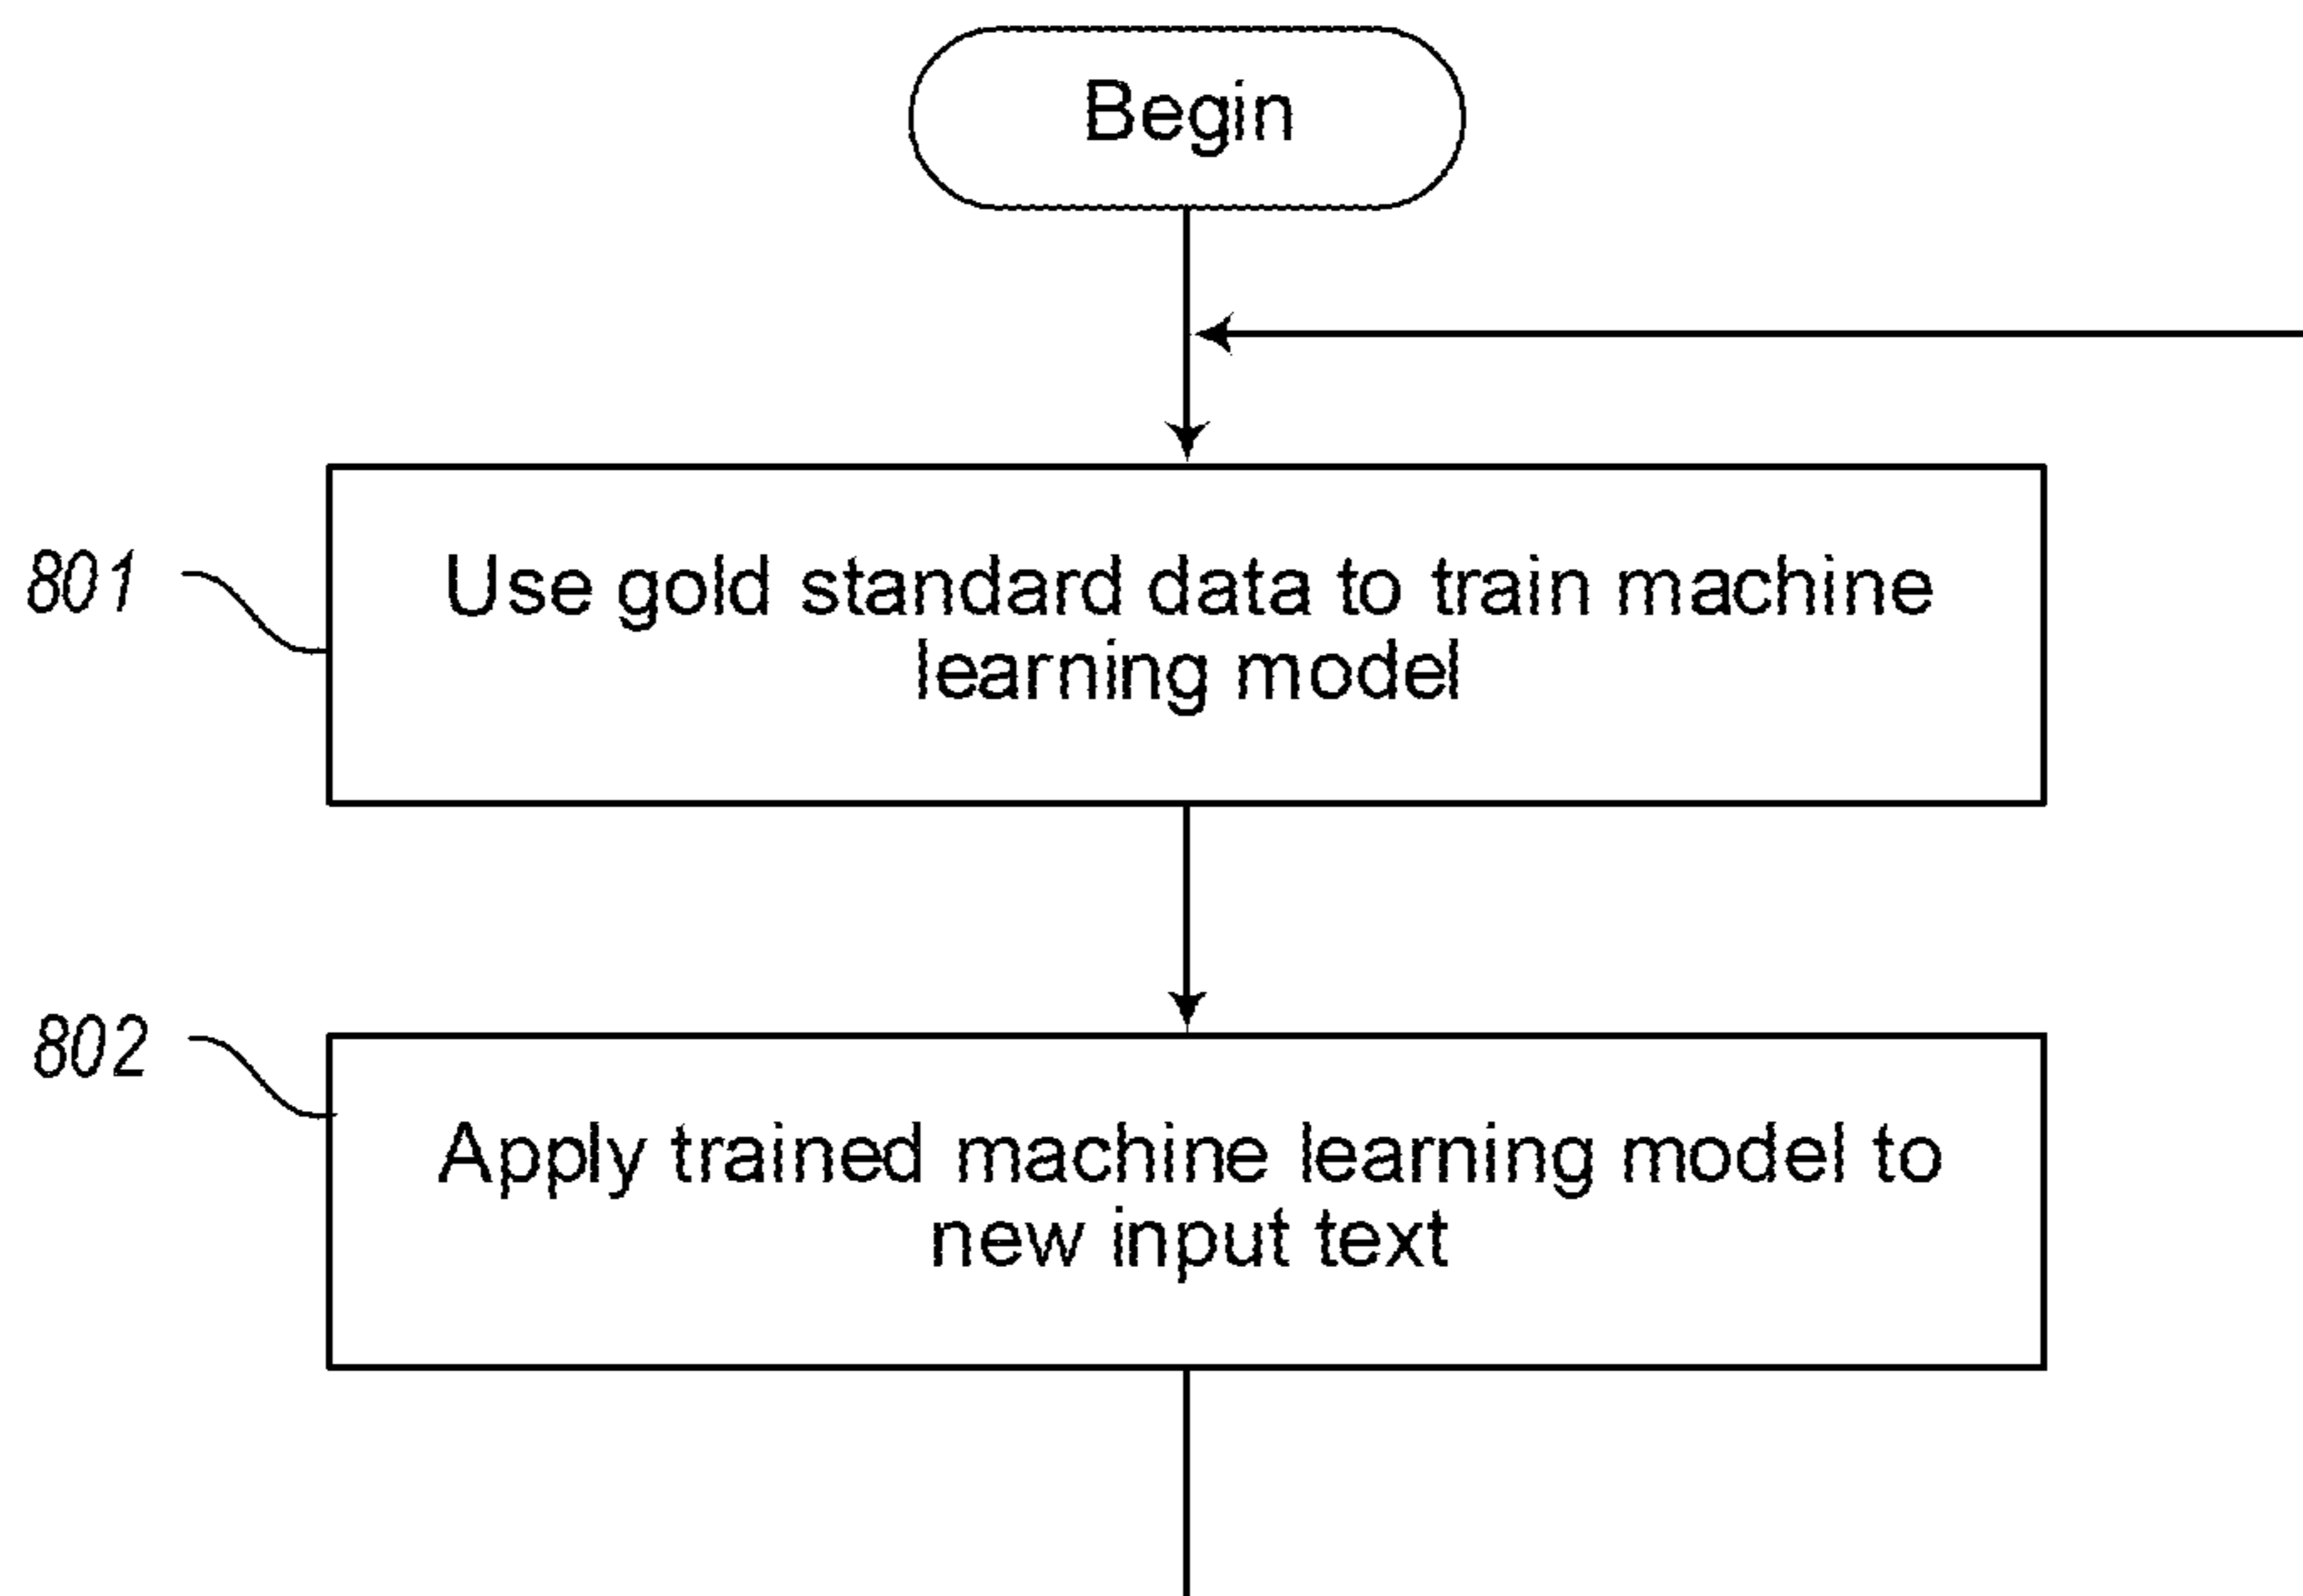 Begin
801
Use gold standard data to train machine
learning model
802
Apply trained machine learning model to
new input text